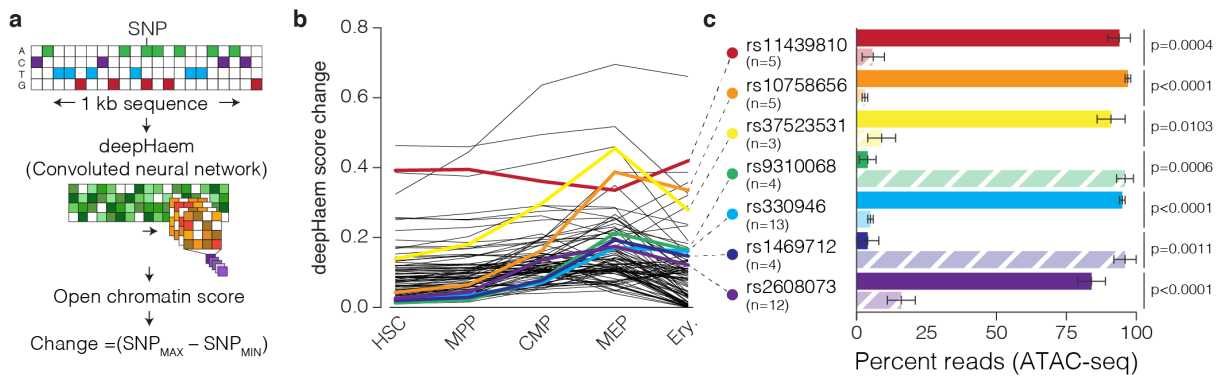 a
SNP
A
C
T
G
1 kb sequence
deepHaem
(Convoluted neural network)
Open chromatin score
Change =(SNPMAX – SNPMIN)
b
deepHaem score change
0.8
0.6
0.4
0.2
0.0
HSC
MPP
CMP
MEP
Ery.
rs11439810
(n=5)
rs10758656
(n=5)
rs37523531
(n=3)
rs9310068
(n=4)
rs330946
(n=13)
rs1469712
(n=4)
rs2608073
(n=12)
c
p=0.0004
p<0.0001
p=0.0103
p=0.0006
p<0.0001
p=0.0011
p<0.0001
0
25
50
75
100
Percent reads (ATAC-seq)